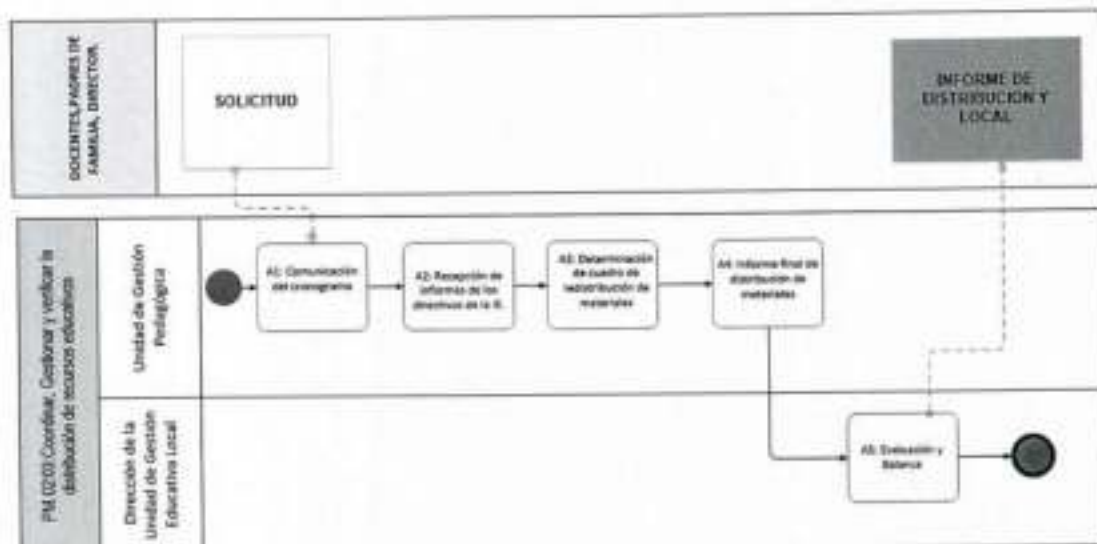 DOCENTES, PADRES DE
FAMILIA, DIRECTOR.
SOLICITUD
INFORME DE
DISTRIBUCION Y
LOCAL
PM 02.03 Coordinar, Gestionar y verificar la
distribución de recursos educativos
Unidad de Gestión
Pedagógica
A1: Comunicación
del cronograma
A2: Recepción de
informes de los
directivos de la IE.
A3: Determinación
de cuadro de
redistribución de
materiales
A4: Informe final de
distribución de
materiales
Dirección de la
Unidad de Gestión
Educativa Local
A5: Evaluación y
Balance